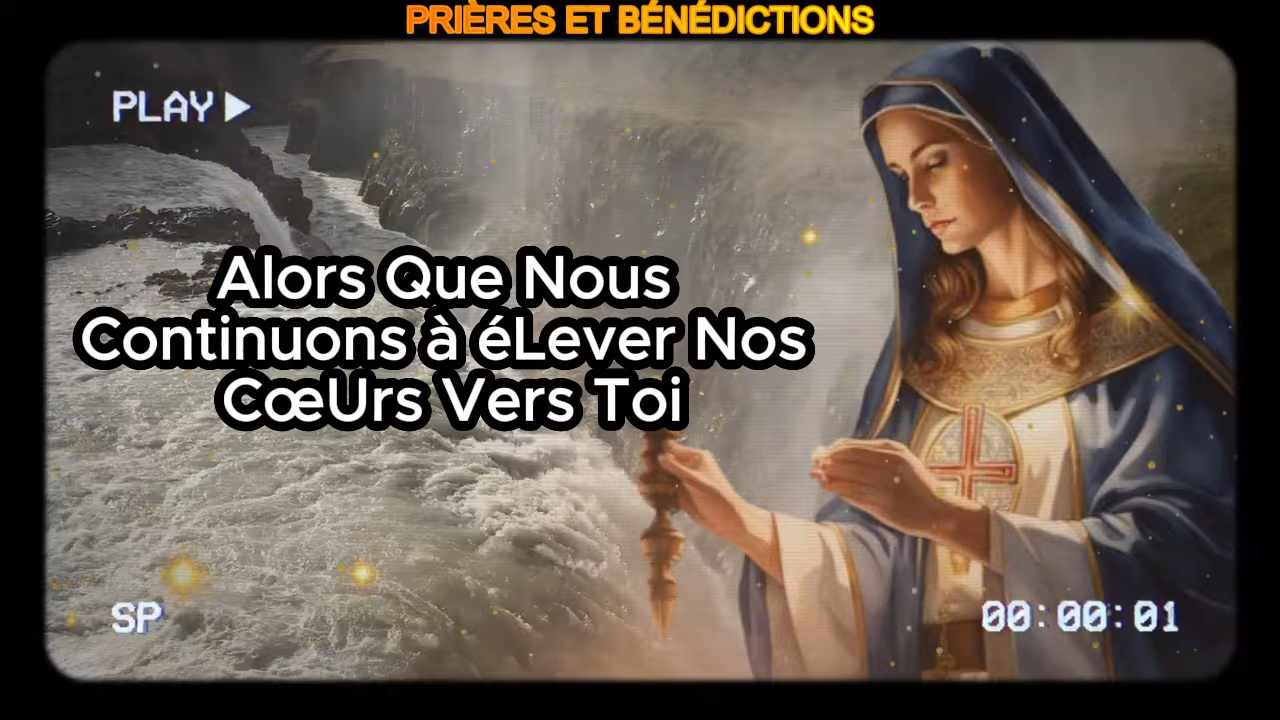 PRIÈRES ET BÉNÉDICTIONS
PLAY
Alors Que Nous
Continuons à éLever Nos
CœUrs Vers Toi
SP
00:00:01